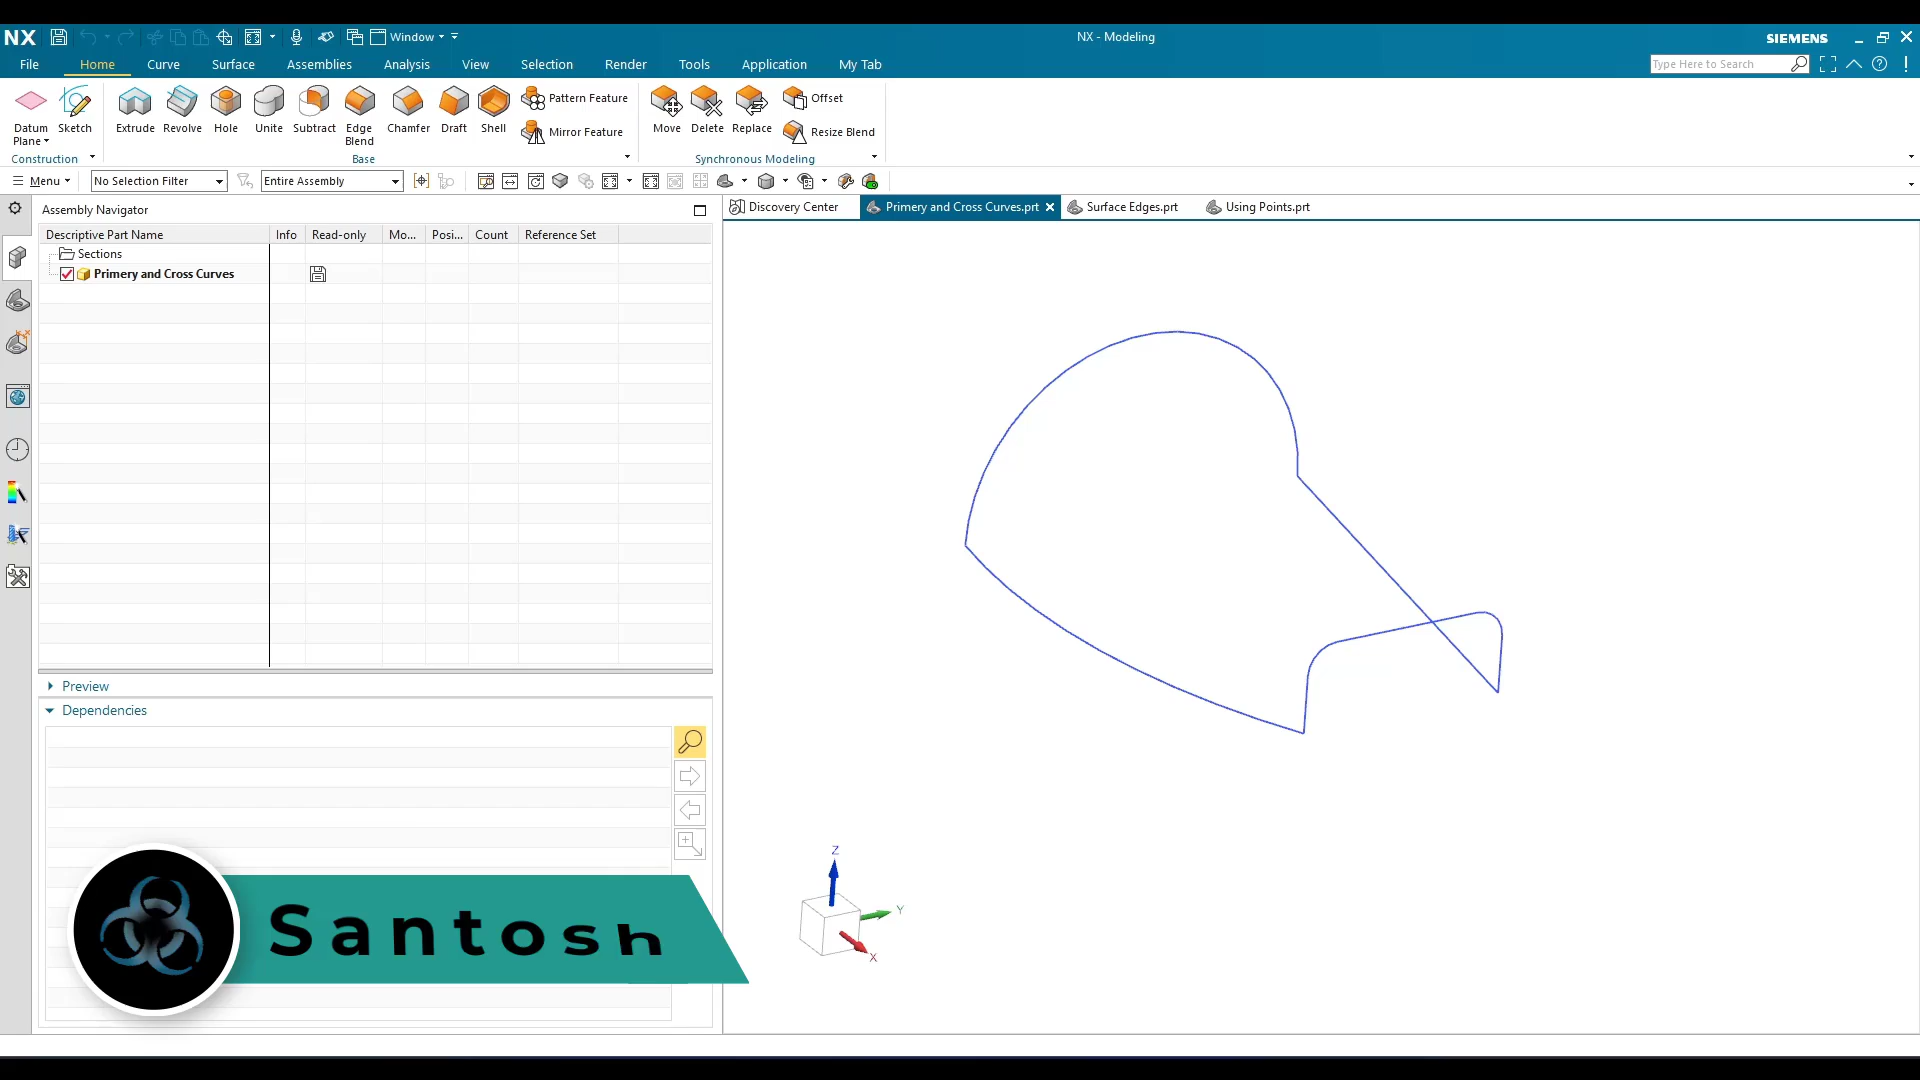 NX
Window
NX - Modeling
SIEMENS
File
Home
Curve
Surface
Assemblies
Analysis
View
Selection
Render
Tools
Application
My Tab
Type Here to Search
Datum
Plane
Sketch
Extrude
Revolve
Hole
Unite
Subtract
Edge
Blend
Chamfer
Draft
Shell
Pattern Feature
Mirror Feature
Move
Delete
Replace
Offset
Resize Blend
Construction
Base
Synchronous Modeling
Menu
No Selection Filter
Entire Assembly
Assembly Navigator
Discovery Center
Primery and Cross Curves.prt
Surface Edges.prt
Using Points.prt
Descriptive Part Name
Info
Read-only
Mo...
Posi...
Count
Reference Set
Sections
Primery and Cross Curves
Preview
Dependencies
Santosh
Z
Y
X